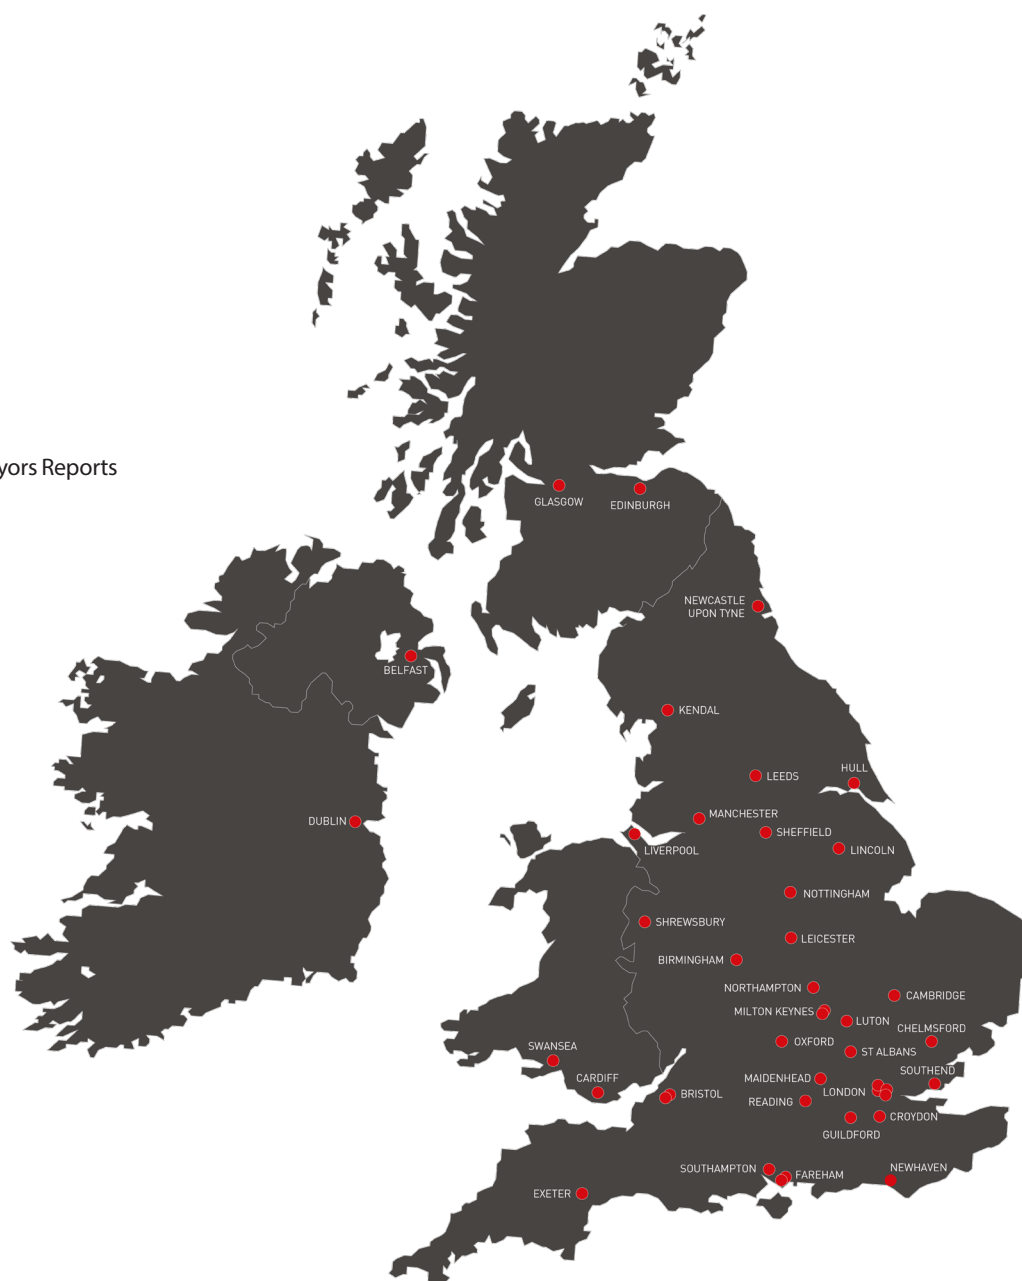 yors Reports
GLASGOW
EDINBURGH
NEWCASTLE
UPON TYNE
BELFAST
KENDAL
LEEDS
HULL
DUBLIN
MANCHESTER
SHEFFIELD
LIVERPOOL
LINCOLN
NOTTINGHAM
SHREWSBURY
LEICESTER
BIRMINGHAM
NORTHAMPTON
CAMBRIDGE
MILTON KEYNES
LUTON
CHELMSFORD
OXFORD
ST ALBANS
SWANSEA
SOUTHEND
CARDIFF
MAIDENHEAD
LONDON
BRISTOL
READING
CROYDON
GUILDFORD
SOUTHAMPTON
FAREHAM
NEWHAVEN
EXETER